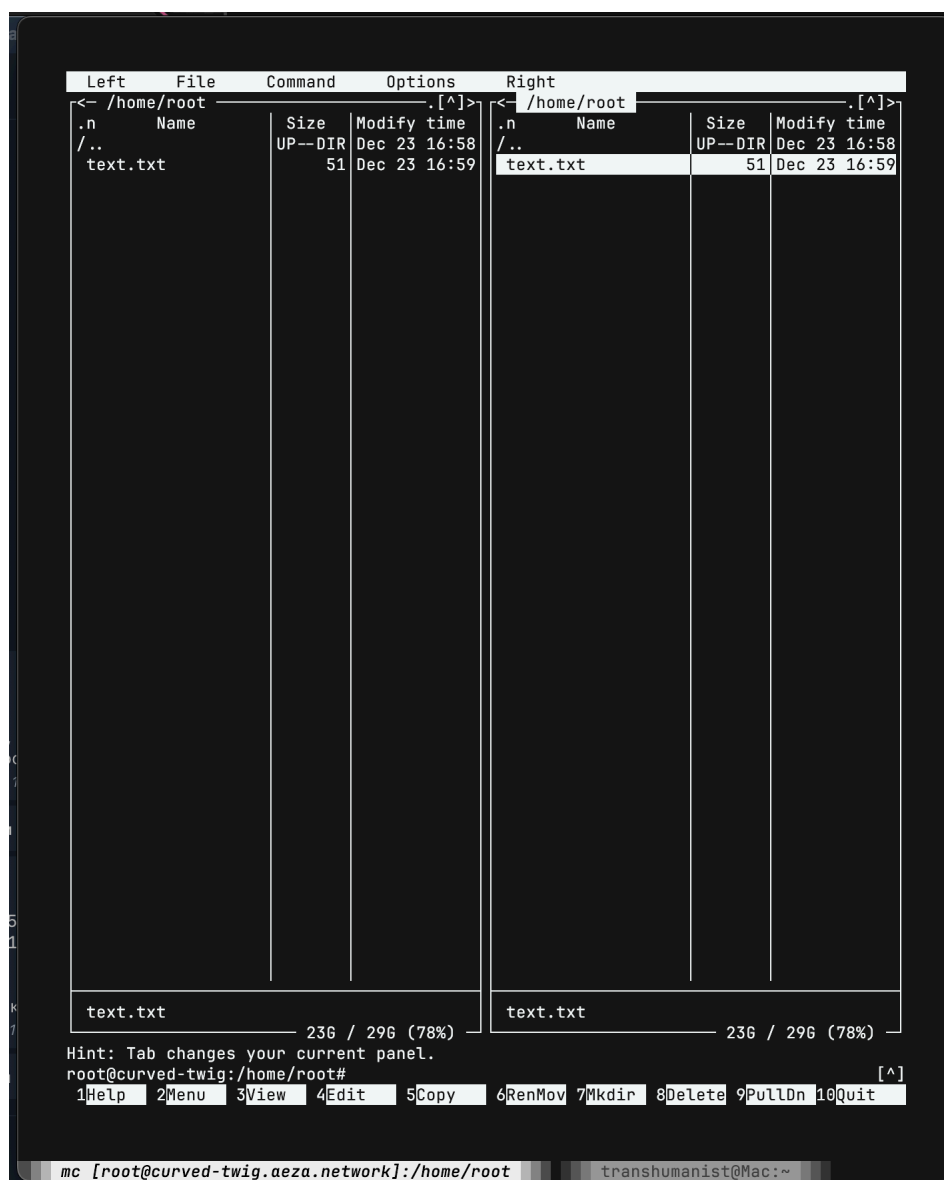 Left File Command Options Right
<─ /home/root .[^]> <─ /home/root .[^]>
.n Name Size Modify time .n Name Size Modify time
/.. UP--DIR Dec 23 16:58 /.. UP--DIR Dec 23 16:58
text.txt 51 Dec 23 16:59 text.txt 51 Dec 23 16:59
text.txt text.txt
23G / 29G (78%) 23G / 29G (78%)
Hint: Tab changes your current panel.
root@curved-twig:/home/root# [^]
1Help 2Menu 3View 4Edit 5Copy 6RenMov 7Mkdir 8Delete 9PullDn 10Quit
mc [root@curved-twig.aeza.network]:/home/root transhumanist@Mac:~